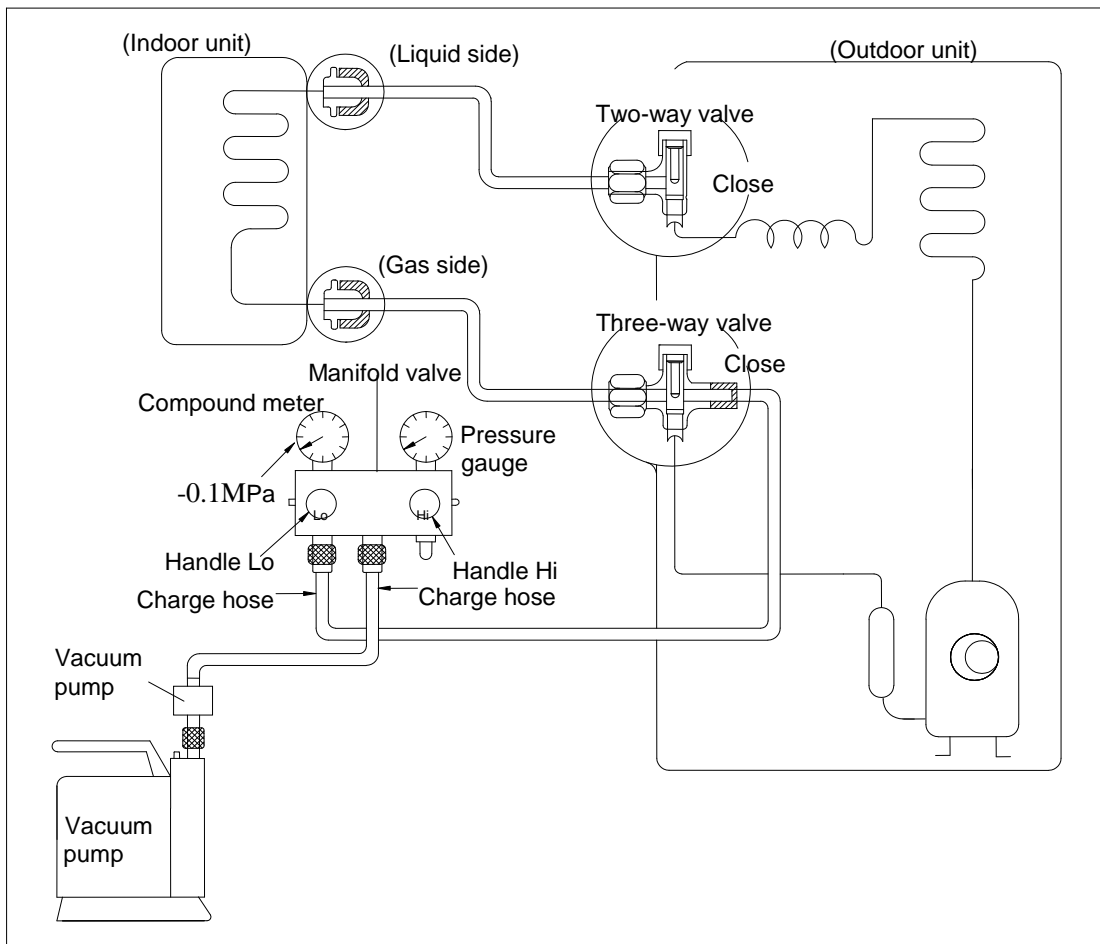 (Indoor unit)
(Liquid side)
(Outdoor unit)
Two-way valve
Close
(Gas side)
Three-way valve
Close
Manifold valve
Compound meter
Pressure
gauge
-0.1MPa
Lo
Hi
Handle Lo
Handle Hi
Charge hose
Charge hose
Vacuum
pump
Vacuum
pump